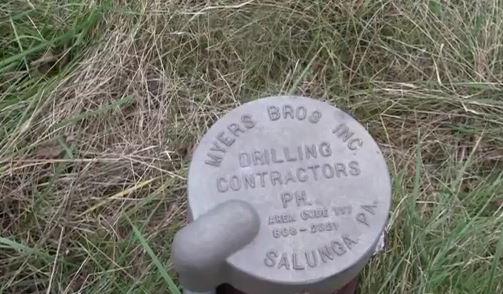 MYERS BROS INC
DRILLING
CONTRACTORS
PH.
AREA CODE 717
SALUNGA PA.